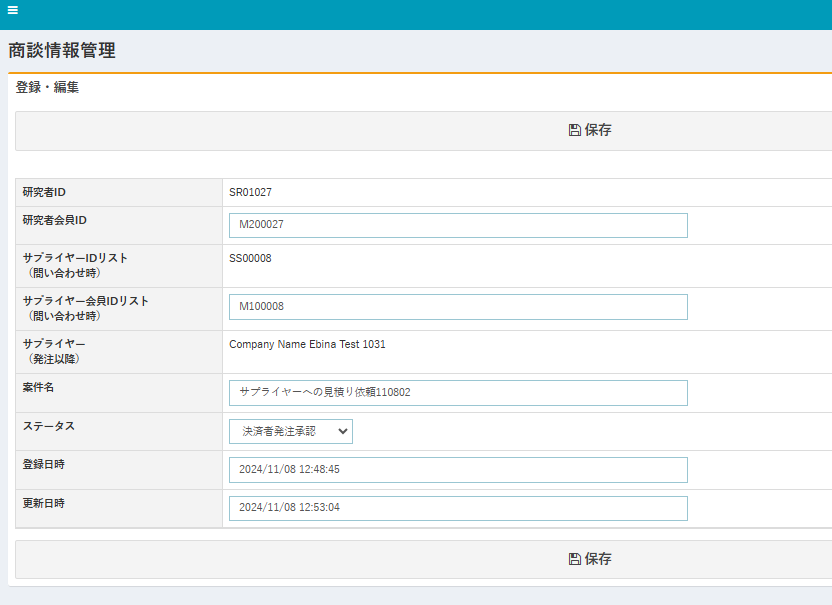 商談情報管理
登録・編集
保存
研究者ID
SR01027
研究者会員ID
M200027
サプライヤーIDリスト
（問い合わせ時）
SS00008
サプライヤー会員IDリスト
（問い合わせ時）
M100008
サプライヤー
（発注以降）
Company Name Ebina Test 1031
案件名
サプライヤーへの見積り依頼110802
ステータス
決済者発注承認
登録日時
2024/11/08 12:48:45
更新日時
2024/11/08 12:53:04
保存